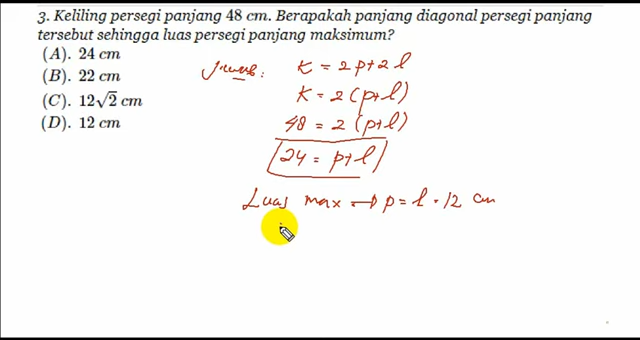 3. Keliling persegi panjang 48 cm. Berapakah panjang diagonal persegi panjang
tersebut sehingga luas persegi panjang maksimum?
(A). 24 cm
(B). 22 cm
(C). 12√2 cm
(D). 12 cm
Jawab: K = 2p+2l
K = 2(p+l)
48 = 2(p+l)
24 = p+l
Luas max → p = l = 12 cm